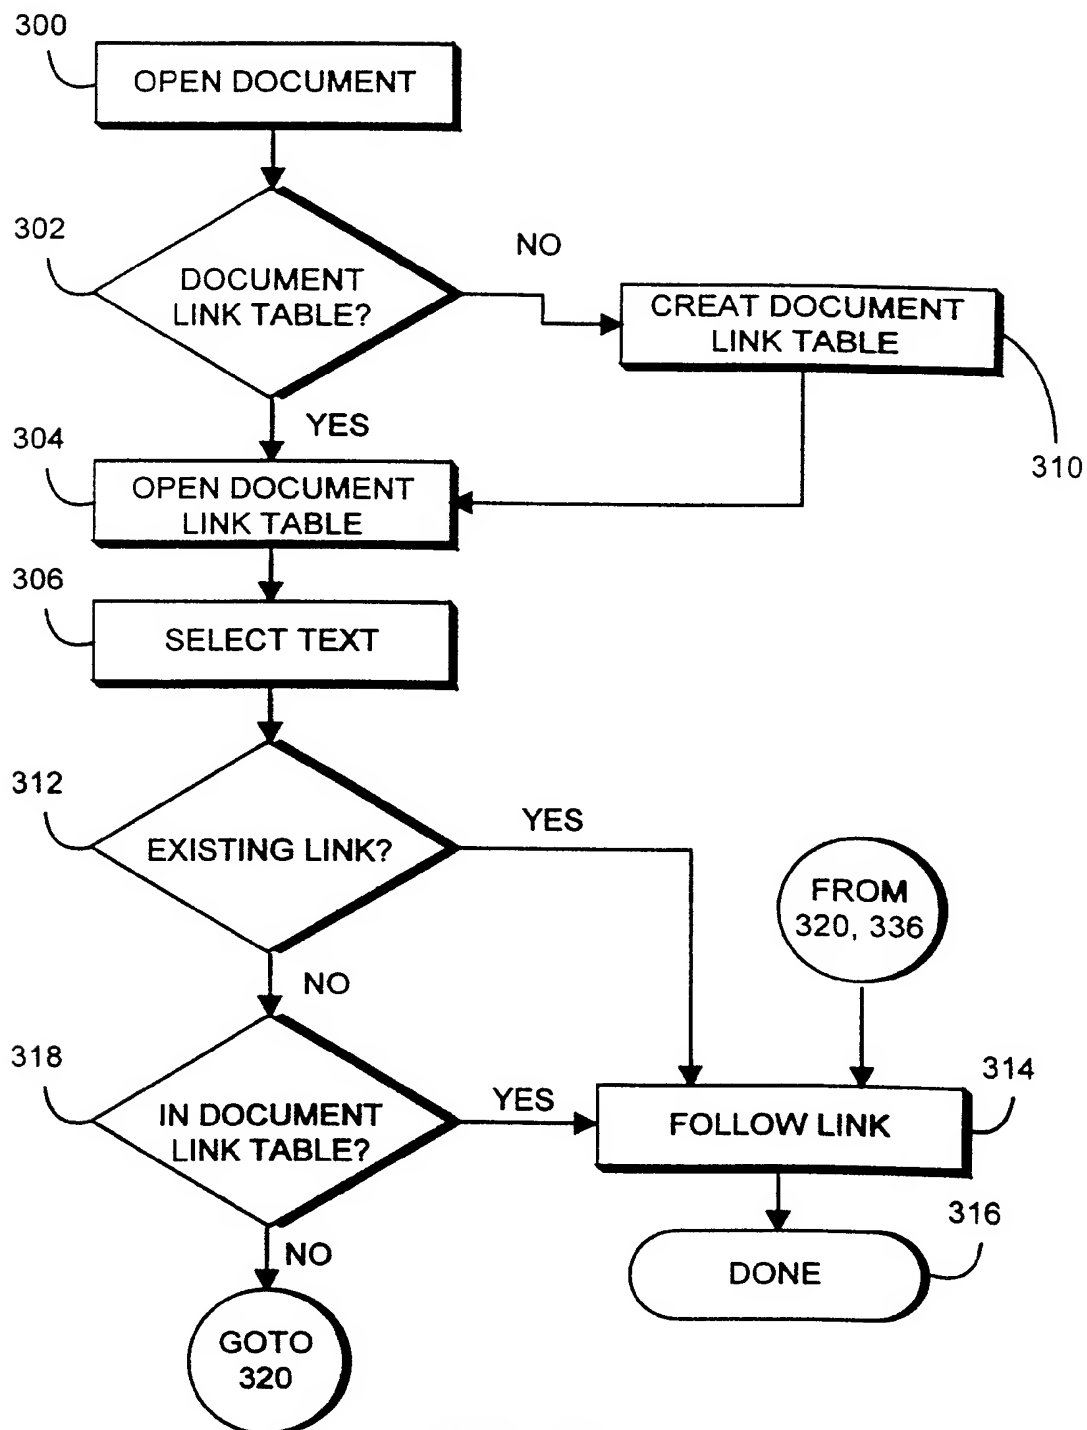 300
OPEN DOCUMENT
302
DOCUMENT
LINK TABLE?
NO
CREAT DOCUMENT
LINK TABLE
310
YES
304
OPEN DOCUMENT
LINK TABLE
306
SELECT TEXT
312
EXISTING LINK?
YES
FROM
320, 336
NO
318
IN DOCUMENT
LINK TABLE?
YES
314
FOLLOW LINK
316
DONE
NO
GOTO
320